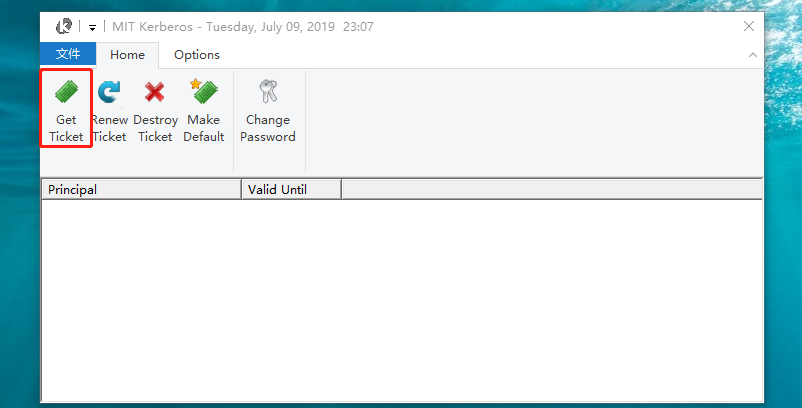 MIT Kerberos - Tuesday, July 09, 2019 23:07
文件 Home Options
Get Ticket
Renew Ticket
Destroy Ticket
Make Default
Change Password
Principal Valid Until